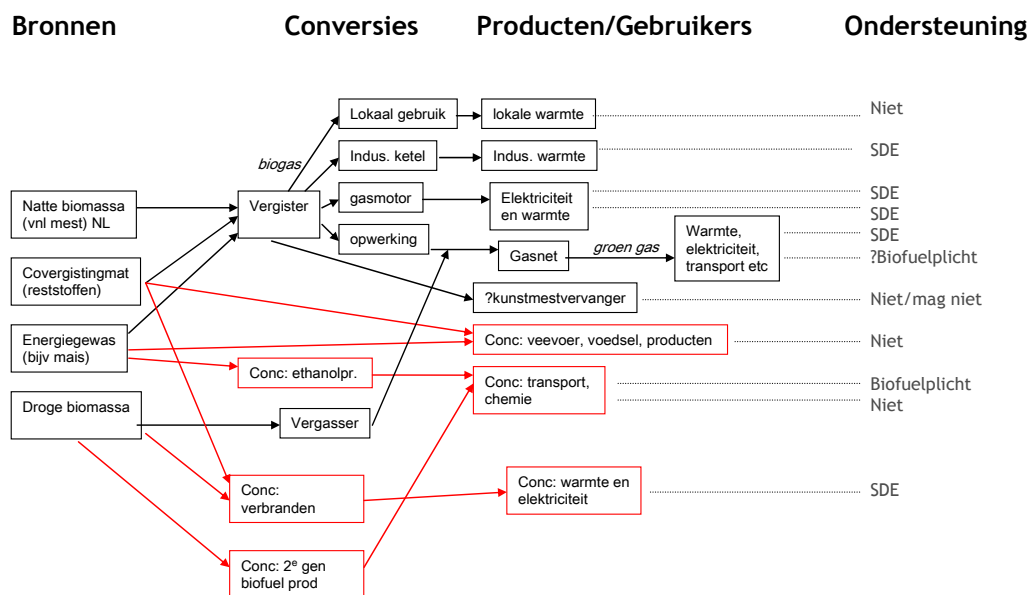 Bronnen
Conversies
Producten/Gebruikers
Ondersteuning
Lokaal gebruik
lokale warmte
Niet
biogas
Indus. ketel
Indus. warmte
SDE
Natte biomassa
(vnl mest) NL
Vergister
gasmotor
Elektriciteit
en warmte
SDE
SDE
opwerking
Gasnet
groen gas
Warmte,
elektriciteit,
transport etc
SDE
?Biofuelplicht
Covergistingmat
(reststoffen)
?kunstmestvervanger
Niet/mag niet
Energiegewas
(bijv mais)
Conc: veevoer, voedsel, producten
Niet
Conc: ethanolpr.
Conc: transport,
chemie
Biofuelplicht
Niet
Droge biomassa
Vergasser
Conc:
verbranden
Conc: warmte en
elektriciteit
SDE
Conc: 2e gen
biofuel prod